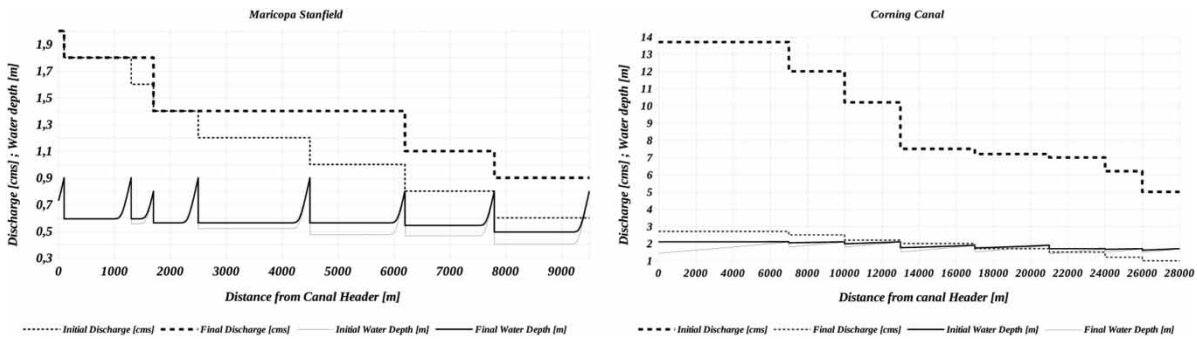 Maricopa Stanfield
Discharge [cms] ; Water depth [m]
1,9
1,7
1,5
1,3
1,1
0,9
0,7
0,5
0,3
0 1000 2000 3000 4000 5000 6000 7000 8000 9000
Distance from Canal Header [m]
Initial Discharge [cms] Final Discharge [cms] Initial Water Depth [m] Final Water Depth [m]
Corning Canal
Discharge [cms] ; Water depth [m]
14
13
12
11
10
9
8
7
6
5
4
3
2
1
0 2000 4000 6000 8000 10000 12000 14000 16000 18000 20000 22000 24000 26000 28000
Distance from canal Header [m]
Initial Discharge [cms] Final Discharge [cms] Initial Water Depth [m] Final Water Depth [m]